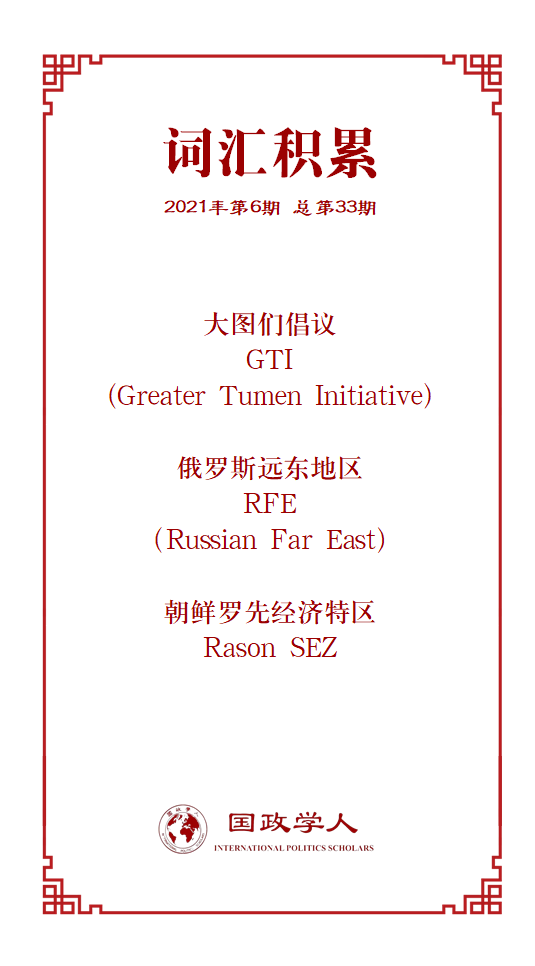 词汇积累
2021年第6期 总第33期
大图们倡议
GTI
(Greater Tumen Initiative)
俄罗斯远东地区
RFE
(Russian Far East)
朝鲜罗先经济特区
Rason SEZ
国政学人
INTERNATIONAL POLITICS SCHOLARS